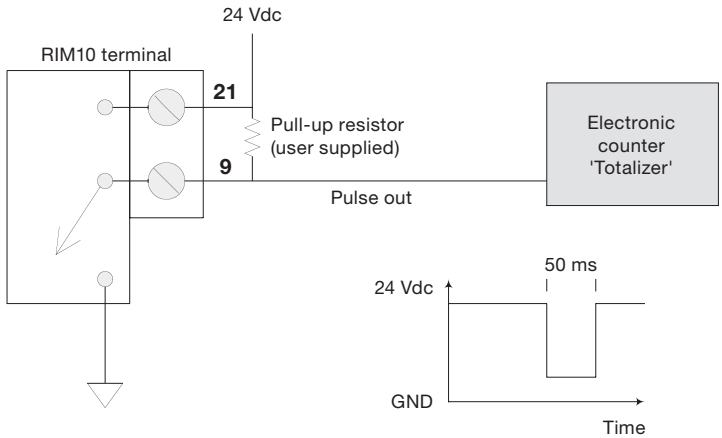 24 Vdc
RIM10 terminal
21
Pull-up resistor
(user supplied)
9
Pulse out
Electronic
counter
'Totalizer'
50 ms
24 Vdc
GND
Time